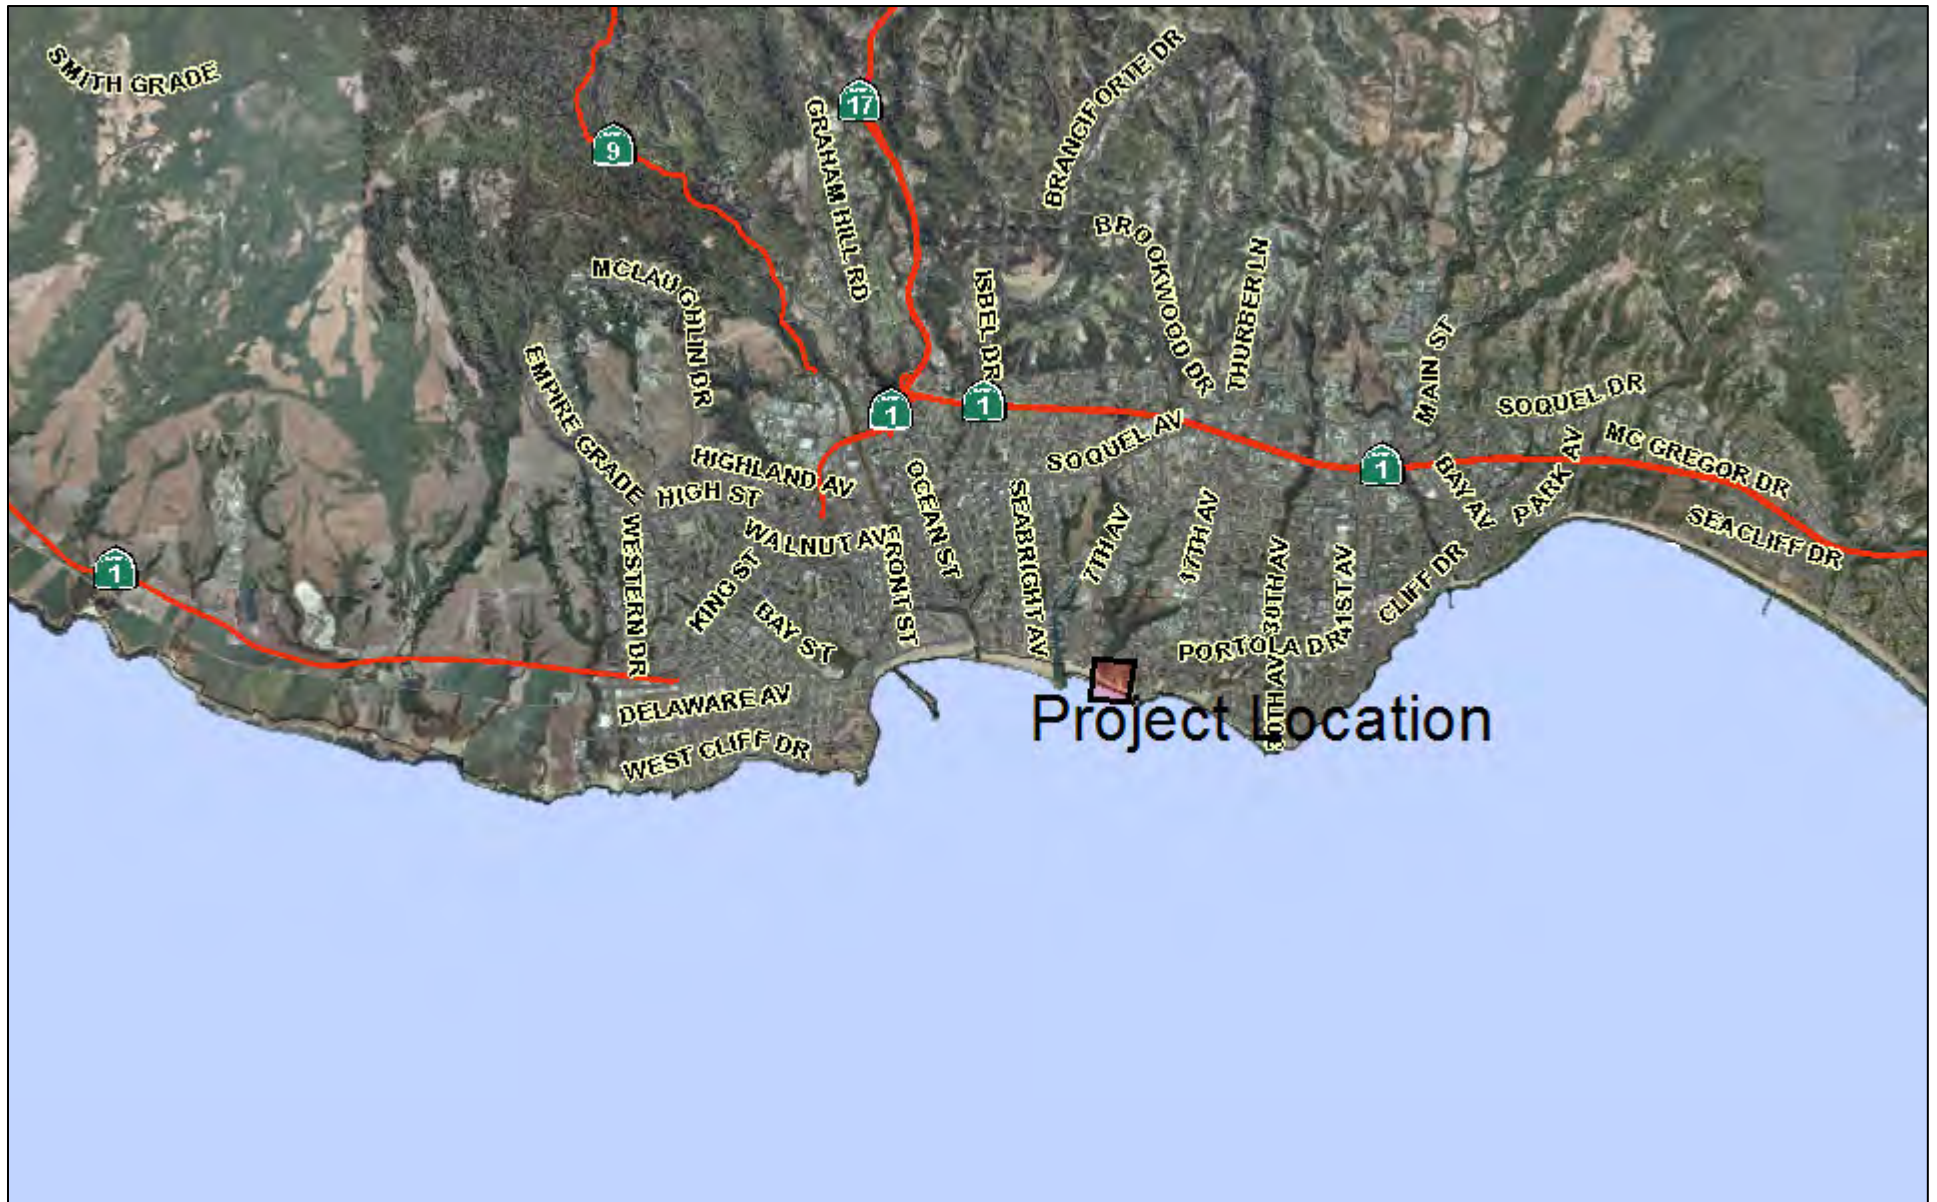 SMITH GRADE
17
9
GRAHAM HILL RD
BRANCIFORTE DR
BROOKWOOD DR
THURBER LN
MCLAUGHLIN DR
ISBEL DR
MAIN ST
EMPIRE GRADE
1
1
SOQUEL DR
SOQUEL AV
MC GREGOR DR
1
HIGHLAND AV
HIGH ST
OCEAN ST
SEABRIGHT AV
7TH AV
17TH AV
BAY AV
PARK AV
SEACLIFF DR
WALNUT AV
FRONT ST
WESTERN DR
KING ST
BAY ST
30TH AV
41ST AV
CLIFF DR
1
PORTOLA DR
30TH AV
DELAWARE AV
Project Location
WEST CLIFF DR